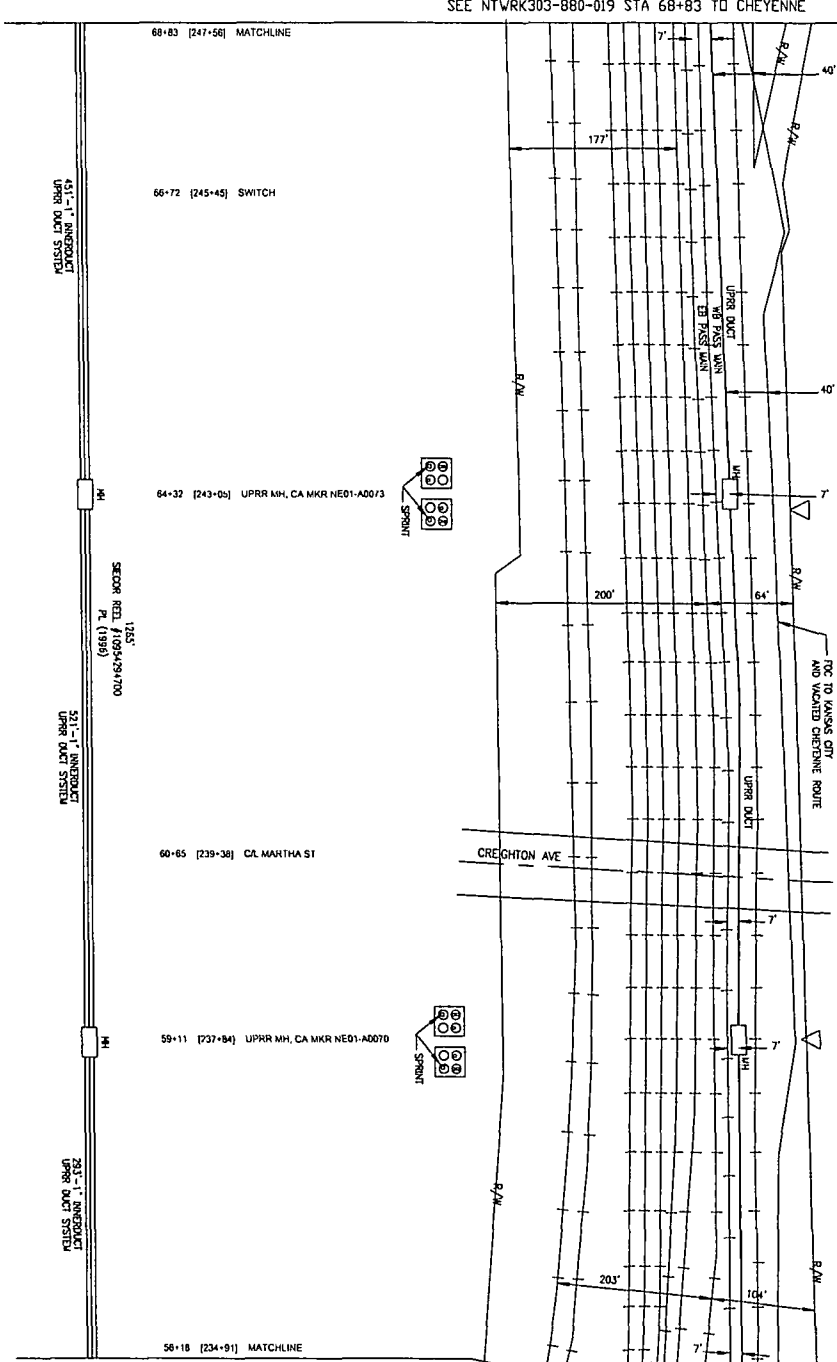 SEE NTWRK303-880-019 STA 68+83 TO CHEYENNE
68+83 [247+56] MATCHLINE
7'
R/W
40'
R/W
177'
451'-1" INNERDUCT
UPRR DUCT SYSTEM
66+72 [245+45] SWITCH
UPRR DUCT
WB PASS MAIN
EB PASS MAIN
R/W
40'
MH
64+32 [243+05] UPRR MH, CA MKR NE01-A0073
SPRINT
MH
7'
R/W
1265'
SIECOR REEL #1095429470D
PL (1996)
200'
64'
FOC TO KANSAS CITY
AND VACATED CHEYENNE ROUTE
521'-1" INNERDUCT
UPRR DUCT SYSTEM
UPRR DUCT
60+65 [239+38] C/L MARTHA ST
CREIGHTON AVE
7'
MH
59+11 [237+84] UPRR MH, CA MKR NE01-A0070
SPRINT
MH
7'
293'-1" INNERDUCT
UPRR DUCT SYSTEM
R/W
R/W
203'
104'
56+18 [234+91] MATCHLINE
7'